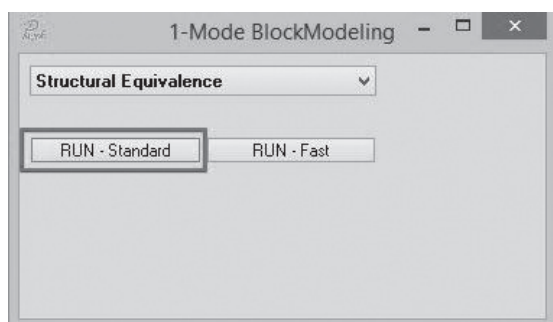 1-Mode BlockModeling
Structural Equivalence
RUN - Standard
RUN - Fast